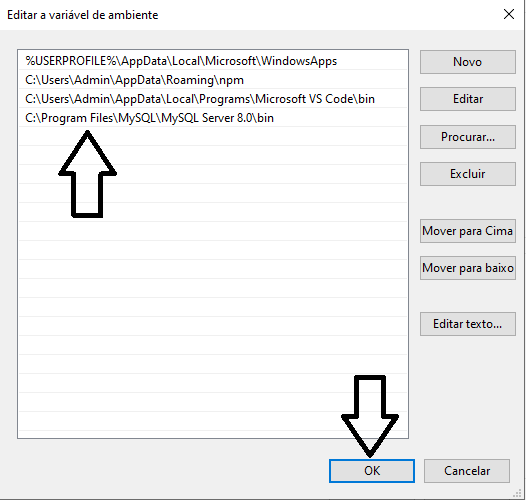 Editar a variável de ambiente
%USERPROFILE%\AppData\Local\Microsoft\WindowsApps
C:\Users\Admin\AppData\Roaming\npm
C:\Users\Admin\AppData\Local\Programs\Microsoft VS Code\bin
C:\Program Files\MySQL\MySQL Server 8.0\bin
Novo
Editar
Procurar...
Excluir
Mover para Cima
Mover para baixo
Editar texto...
OK
Cancelar